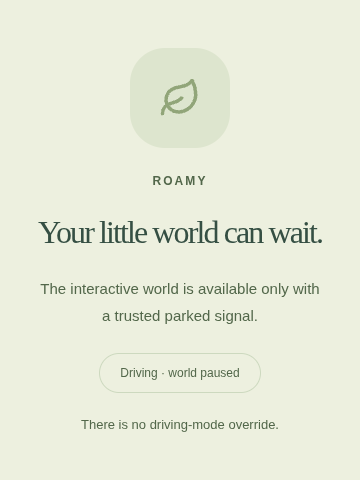 ROAMY
Your little world can wait.
The interactive world is available only with
a trusted parked signal.
Driving · world paused
There is no driving-mode override.